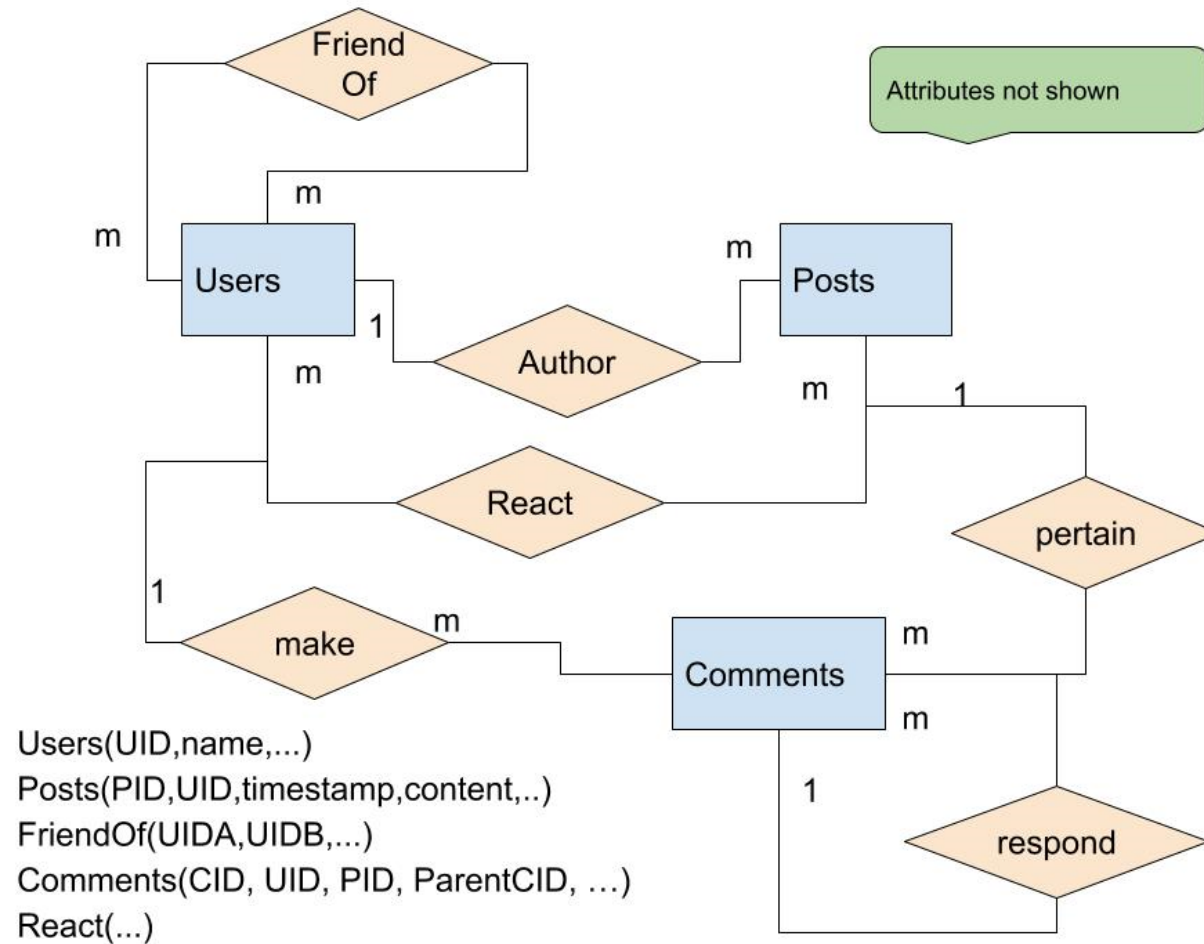 Friend
Of
Attributes not shown
m
m
Users
m
Posts
1
Author
m
m
1
React
pertain
1
make
m
Comments
m
m
1
respond
Users(UID,name,...)
Posts(PID,UID,timestamp,content,..)
FriendOf(UIDA,UIDB,...)
Comments(CID, UID, PID, ParentCID, …)
React(...)